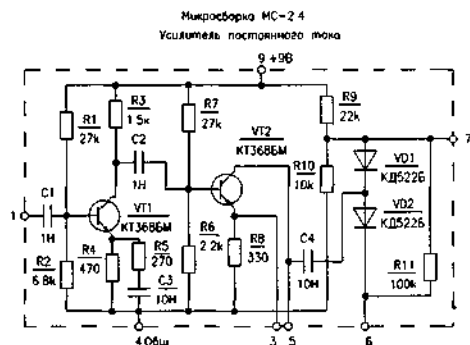 Микросборка МС-2 4
Усилитель постоянного тока
9 +9В
R1
27k
R3
1.5k
R7
27k
R9
22k
7
C2
1Н
VT2
КТ368БМ
R10
10k
VD1
КД522Б
C1
1
1Н
VT1
КТ368БМ
VD2
КД522Б
R2
6.8k
R4
470
R5
270
C3
10Н
R6
2.2k
R8
330
C4
10Н
R11
100k
4 Общ
3
5
6